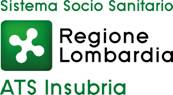 Sistema Socio Sanitario
Regione
Lombardia
ATS Insubria